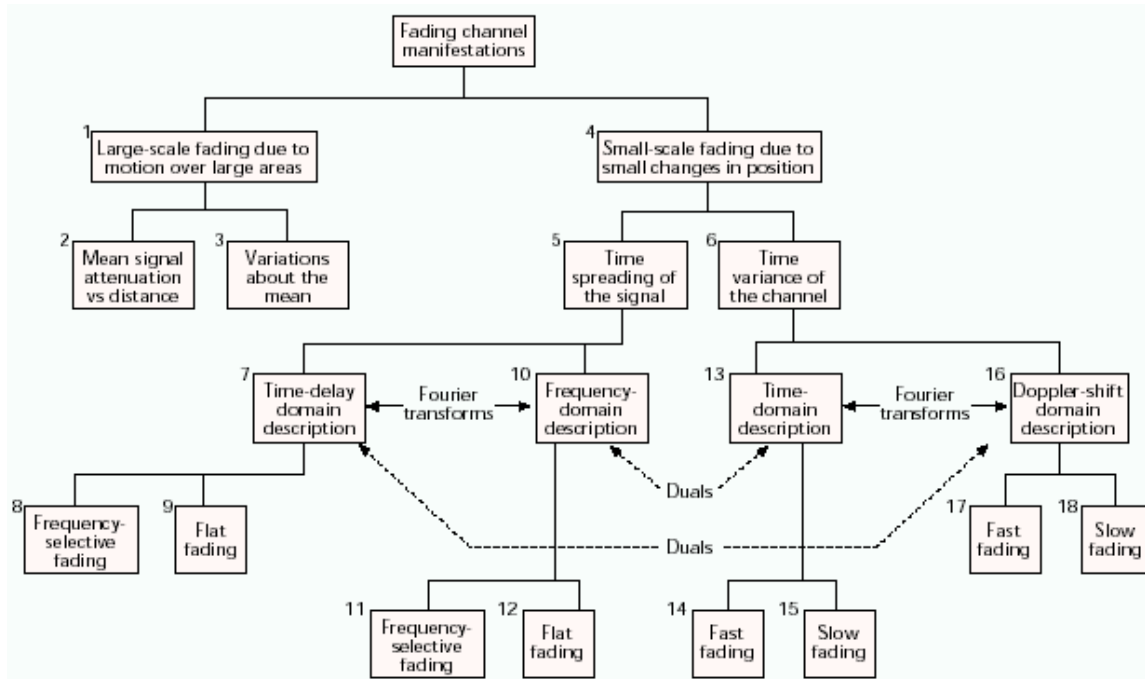 Fading channel
manifestations
1
Large-scale fading due to
motion over large areas
4
Small-scale fading due to
small changes in position
2
Mean signal
attenuation
vs distance
3
Variations
about the
mean
5
Time
spreading of
the signal
6
Time
variance of
the channel
7
Time-delay
domain
description
Fourier
transforms
10
Frequency-
domain
description
13
Time-
domain
description
Fourier
transforms
16
Doppler-shift
domain
description
Duals
Duals
8
Frequency-
selective
fading
9
Flat
fading
17
Fast
fading
18
Slow
fading
11
Frequency-
selective
fading
12
Flat
fading
14
Fast
fading
15
Slow
fading